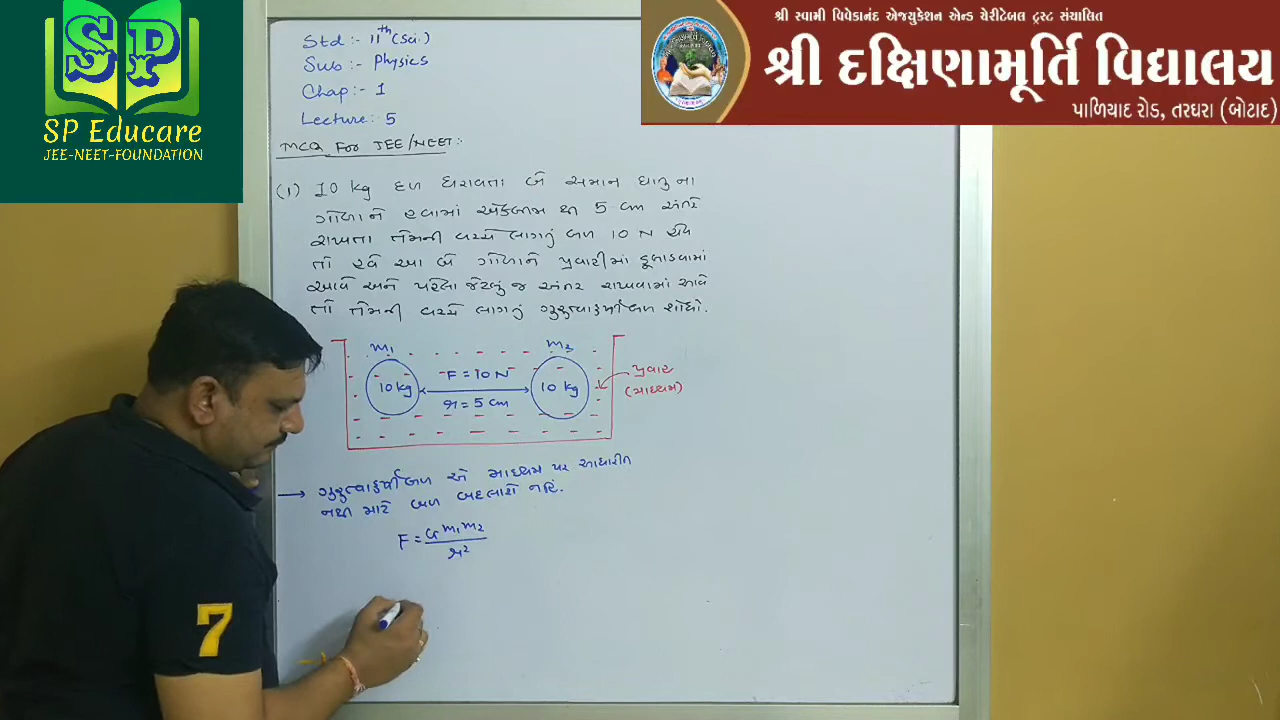 SP
SP Educare
JEE-NEET-FOUNDATION
શ્રી સ્વામી વિવેકાનંદ એજ્યુકેશન એન્ડ ચેરીટેબલ ટ્રસ્ટ સંચાલિત
શ્રી દક્ષિણામૂર્તિ વિદ્યાલય
પાળિયાદ રોડ, તરઘરા (બોટાદ)
Std :- 11th (Sci.)
Sub :- Physics
Chap :- 1
Lecture :- 5
MCQ For JEE/NEET :-
(1) 10 kg દળ ધરાવતા બે સમાન ધાતુ ના
ગોળાને હવામાં એકબીજા થી 5 cm અંતરે
રાખતા તેમની વચ્ચે લાગતું બળ 10 N હોય
તો હવે આ બે ગોળાને પ્રવાહીમાં ડૂબાડવામાં
આવે અને પહેલા જેટલું જ અંતર રાખવામાં આવે
તો તેમની વચ્ચે લાગતું ગુરુત્વાકર્ષીબળ શોધો.
m1 m2
10 kg F = 10 N 10 kg
r = 5 cm
પ્રવાહી
(માધ્યમ)
→ ગુરુત્વાકર્ષીબળ એ માધ્યમ પર આધારીત
નથી માટે બળ બદલાશે નહિં.
F = G m1 m2 / r²
7